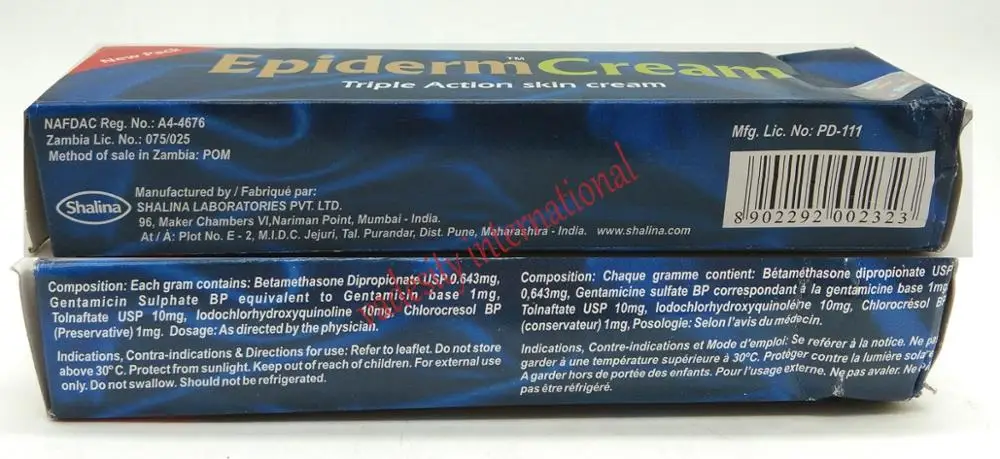 New Pack
Epiderm™ Cream
Triple Action skin cream
NAFDAC Reg. No.: A4-4676
Zambia Lic. No.: 075/025
Method of sale in Zambia: POM
Mfg. Lic. No: PD-111
8 902292 002323
Shalina
Manufactured by / Fabriqué par:
SHALINA LABORATORIES PVT. LTD.
96, Maker Chambers VI,Nariman Point, Mumbai - India.
At / À: Plot No. E - 2, M.I.D.C. Jejuri, Tal. Purandar, Dist. Pune, Maharashtra - India. www.shalina.com
international
Composition: Each gram contains: Betamethasone Dipropionate USP 0.643mg,
Gentamicin Sulphate BP equivalent to Gentamicin base 1mg,
Tolnaftate USP 10mg, Iodochlorhydroxyquinoline 10mg, Chlorocresol BP
(Preservative) 1mg. Dosage: As directed by the physician.
Indications, Contra-indications & Directions for use: Refer to leaflet. Do not store
above 30°C. Protect from sunlight. Keep out of reach of children. For external use
only. Do not swallow. Should not be refrigerated.
Composition: Chaque gramme contient: Bétaméthasone dipropionate USP
0,643mg, Gentamicine sulfate BP correspondant à la gentamicine base 1mg
Tolnaftate USP 10mg, Iodochlorhydroxyquinoléine 10mg, Chlorocrésol BP
(conservateur) 1mg, Posologie: Selon l'avis du médecin.
Indications, Contre-indications et Mode d'emploi: Se referér à la notice. Ne
garder à une température supérieure à 30°C. Protéger contre la lumière
A garder hors de portée des enfants. Pour l'usage externe. Ne pas avaler. Ne
pas être réfrigéré.